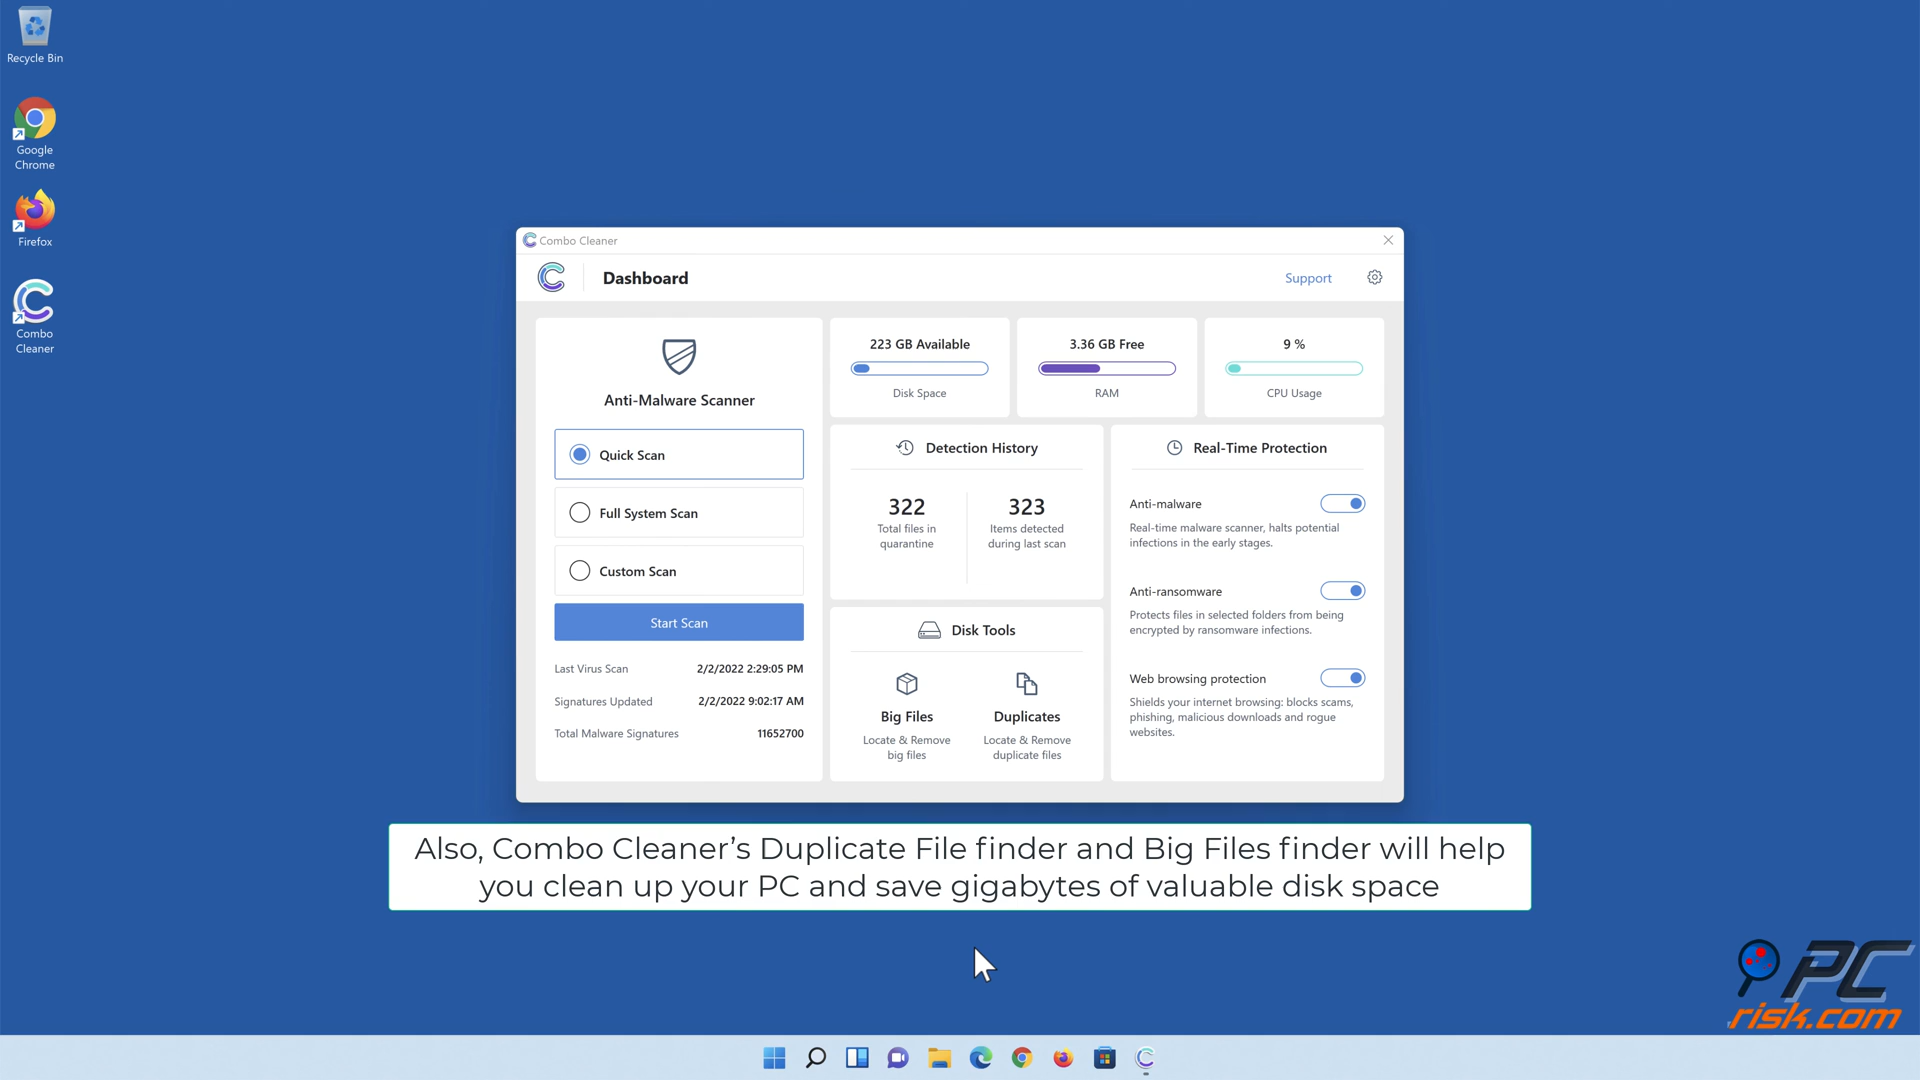 Recycle Bin
Google
Chrome
Firefox
Combo
Cleaner
Combo Cleaner
Dashboard
Support
Anti-Malware Scanner
Quick Scan
Full System Scan
Custom Scan
Start Scan
Last Virus Scan 2/2/2022 2:29:05 PM
Signatures Updated 2/2/2022 9:02:17 AM
Total Malware Signatures 11652700
223 GB Available
Disk Space
3.36 GB Free
RAM
9 %
CPU Usage
Detection History
322
Total files in
quarantine
323
Items detected
during last scan
Disk Tools
Big Files
Locate & Remove
big files
Duplicates
Locate & Remove
duplicate files
Real-Time Protection
Anti-malware
Real-time malware scanner, halts potential
infections in the early stages.
Anti-ransomware
Protects files in selected folders from being
encrypted by ransomware infections.
Web browsing protection
Shields your internet browsing: blocks scams,
phishing, malicious downloads and rogue
websites.
Also, Combo Cleaner’s Duplicate File finder and Big Files finder will help
you clean up your PC and save gigabytes of valuable disk space
PC
risk.com